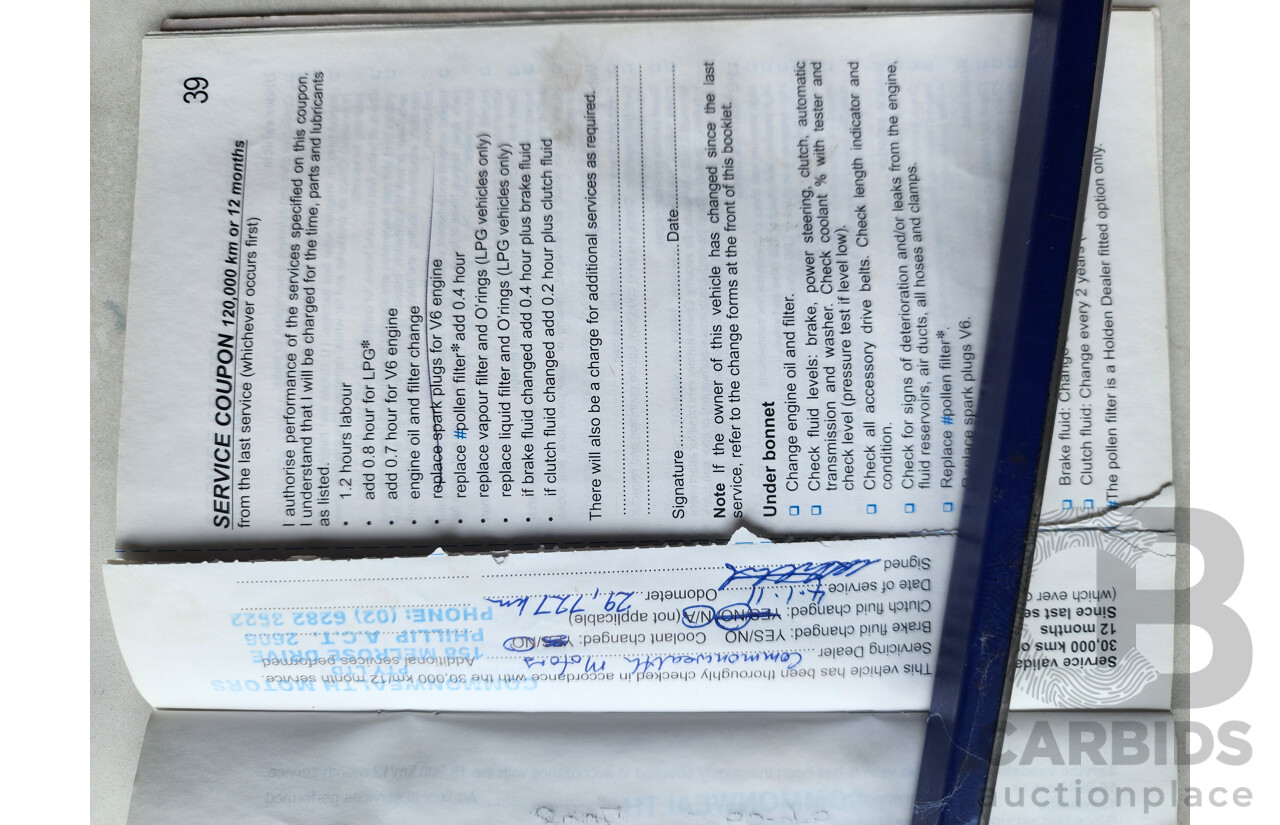 39
SERVICE COUPON 120,000 km or 12 months
from the last service (whichever occurs first)
I authorise performance of the services specified on this coupon.
I understand that I will be charged for the time, parts and lubricants
as listed.
• 1.2 hours labour
• add 0.8 hour for LPG*
• add 0.7 hour for V6 engine
• engine oil and filter change
• replace spark plugs for V6 engine
• replace #pollen filter* add 0.4 hour
• replace vapour filter and O'rings (LPG vehicles only)
• replace liquid filter and O'rings (LPG vehicles only)
• if brake fluid changed add 0.4 hour plus brake fluid
• if clutch fluid changed add 0.2 hour plus clutch fluid
There will also be a charge for additional services as required.
Signature Date
Note If the owner of this vehicle has changed since the last
service, refer to the change forms at the front of this booklet.
Under bonnet
Change engine oil and filter.
Check fluid levels: brake, power steering, clutch, automatic
transmission and washer. Check coolant % with tester and
check level (pressure test if level low).
Check all accessory drive belts. Check length indicator and
condition.
Check for signs of deterioration and/or leaks from the engine,
fluid reservoirs, air ducts, all hoses and clamps.
Replace #pollen filter*.
Replace spark plugs V6.
Brake fluid: Change
Clutch fluid: Change every 2 years
#The pollen filter is a Holden Dealer fitted option only.
Service valida
30,000 kms o
12 months
Since last se
(which ever o
This vehicle has been thoroughly checked in accordance with the 30,000 km/12 month service.
Servicing Dealer Commonwealth Motors Additional services performed
Brake fluid changed: YES/NO Coolant changed: YES/NO
Clutch fluid changed: YES/NO/N/A (not applicable)
Date of service 4.1.11 Odometer 29,727 km
Signed
COMMONWEALTH MOTORS
158 MELROSE DRIVE
PHILLIP A.C.T. 2606
PHONE: (02) 6282 3522
B
CARBIDS
auctionplace